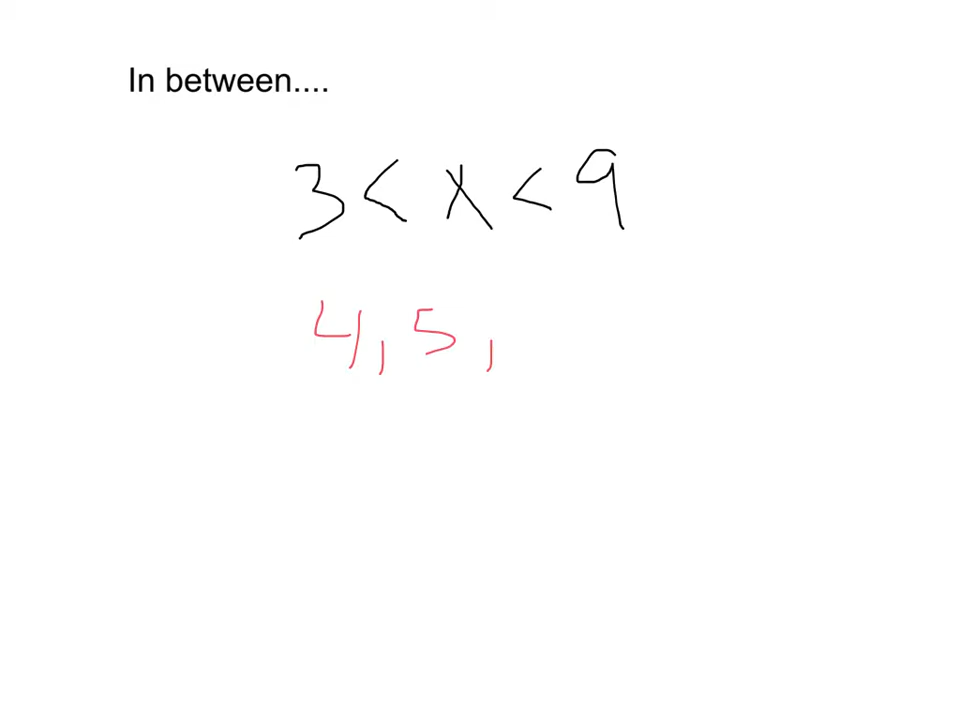 In between....
3 < x < 9
4, 5,